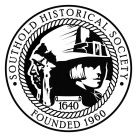 SOUTHOLD HISTORICAL SOCIETY
1640
FOUNDED 1960